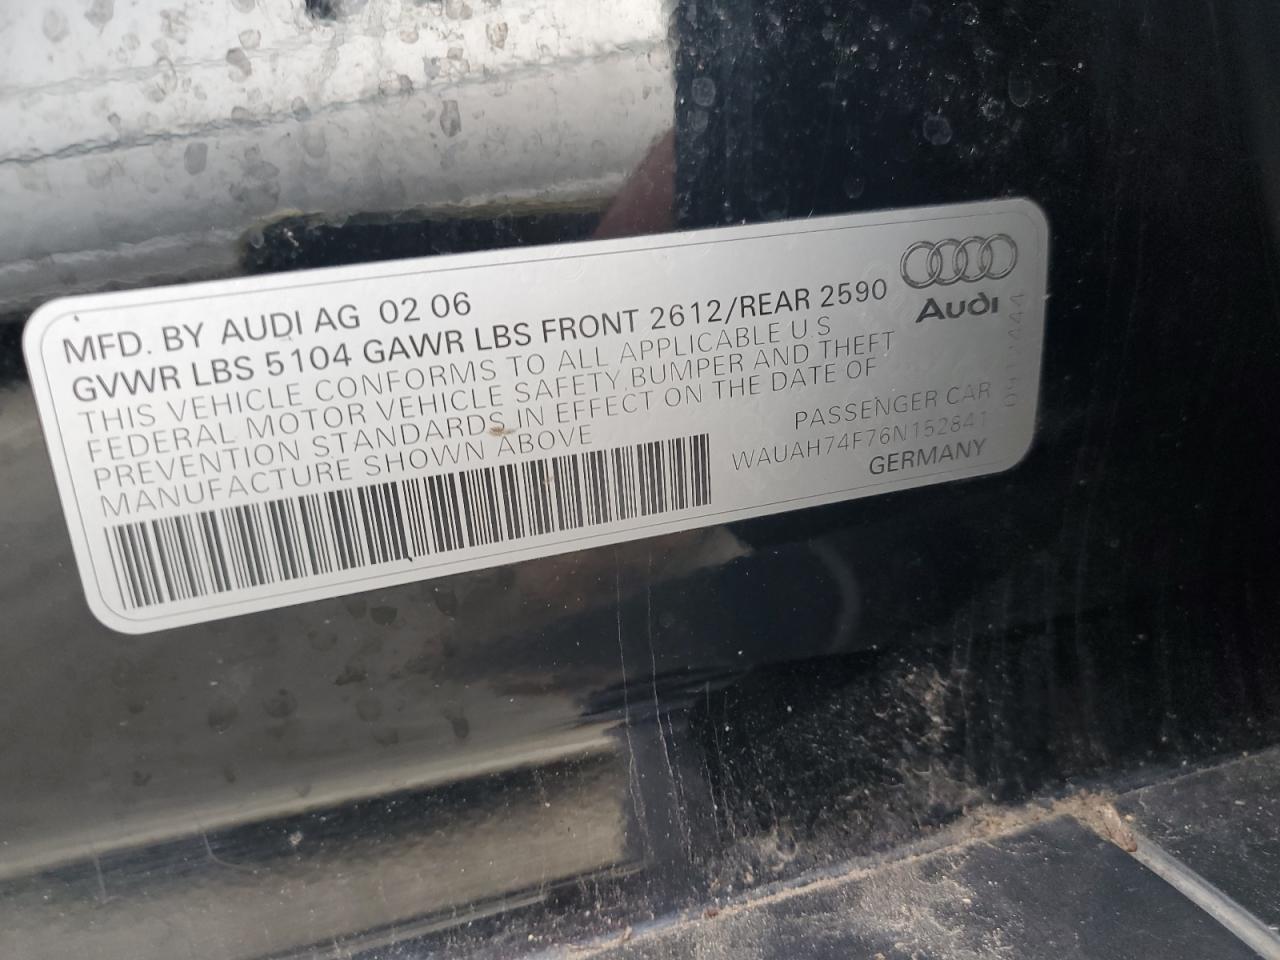 MFD. BY AUDI AG 02 06
GVWR LBS 5104 GAWR LBS FRONT 2612/REAR 2590
THIS VEHICLE CONFORMS TO ALL APPLICABLE U S
FEDERAL MOTOR VEHICLE SAFETY, BUMPER AND THEFT
PREVENTION STANDARDS IN EFFECT ON THE DATE OF
MANUFACTURE SHOWN ABOVE
Audi
PASSENGER CAR
WAUAH74F76N152841
GERMANY